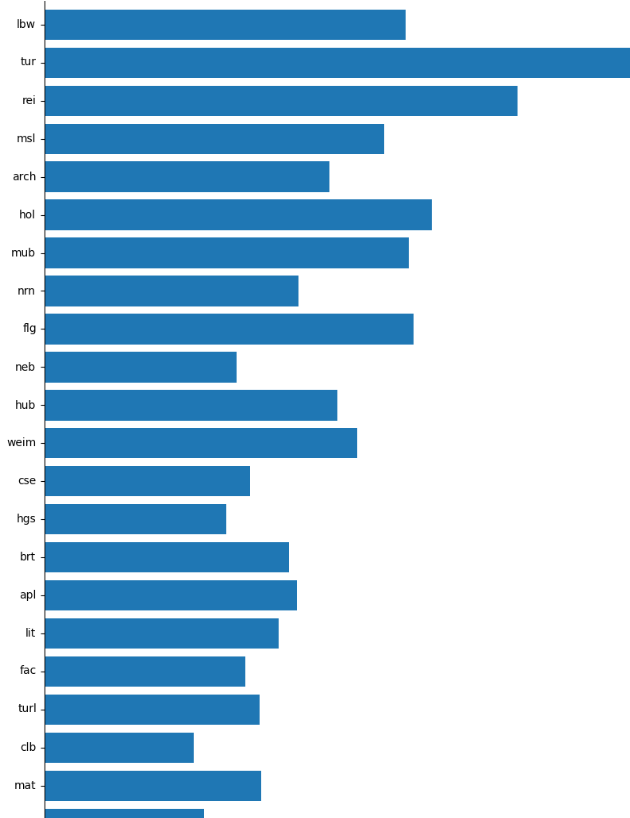 lbw
tur
rei
msl
arch
hol
mub
nrn
flg
neb
hub
weim
cse
hgs
brt
apl
lit
fac
turl
clb
mat